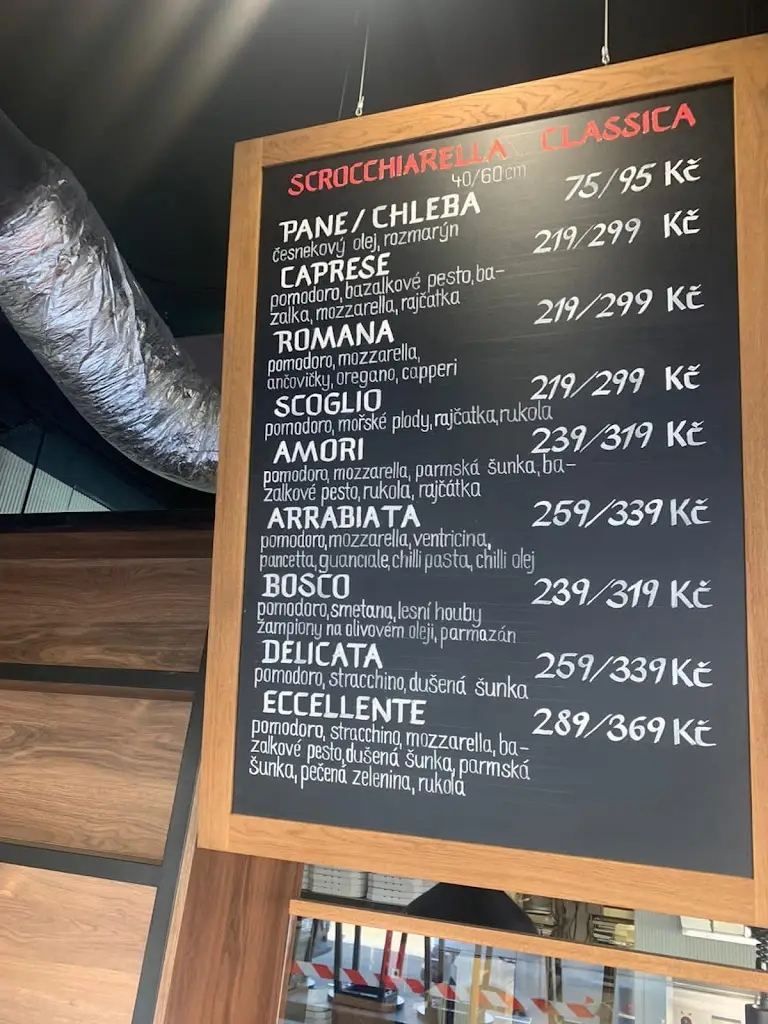 SCROCCHIARELLA CLASSICA
40/60cm
PANE / CHLEBA 75/95 Kč
česnekový olej, rozmarýn
CAPRESE 219/299 Kč
pomodoro, bazalkové pesto, ba-
zalka, mozzarella, rajčatka
ROMANA 219/299 Kč
pomodoro, mozzarella,
ančovičky, oregano, capperi
SCOGLIO 219/299 Kč
pomodoro, mořské plody, rajčatka, rukola
AMORI 239/319 Kč
pomodoro, mozzarella, parmská šunka, ba-
zalkové pesto, rukola, rajčátka
ARRABIATA 259/339 Kč
pomodoro, mozzarella, ventricina,
pancetta, guanciale, chilli pasta, chilli olej
BOSCO 239/319 Kč
pomodoro, smetana, lesní houby
žampiony na olivovém oleji, parmazán
DELICATA 259/339 Kč
pomodoro, stracchino, dušená šunka
ECCELLENTE 289/369 Kč
pomodoro, stracchino, mozzarella, ba-
zalkové pesto, dušená šunka, parmská
šunka, pečená zelenina, rukola